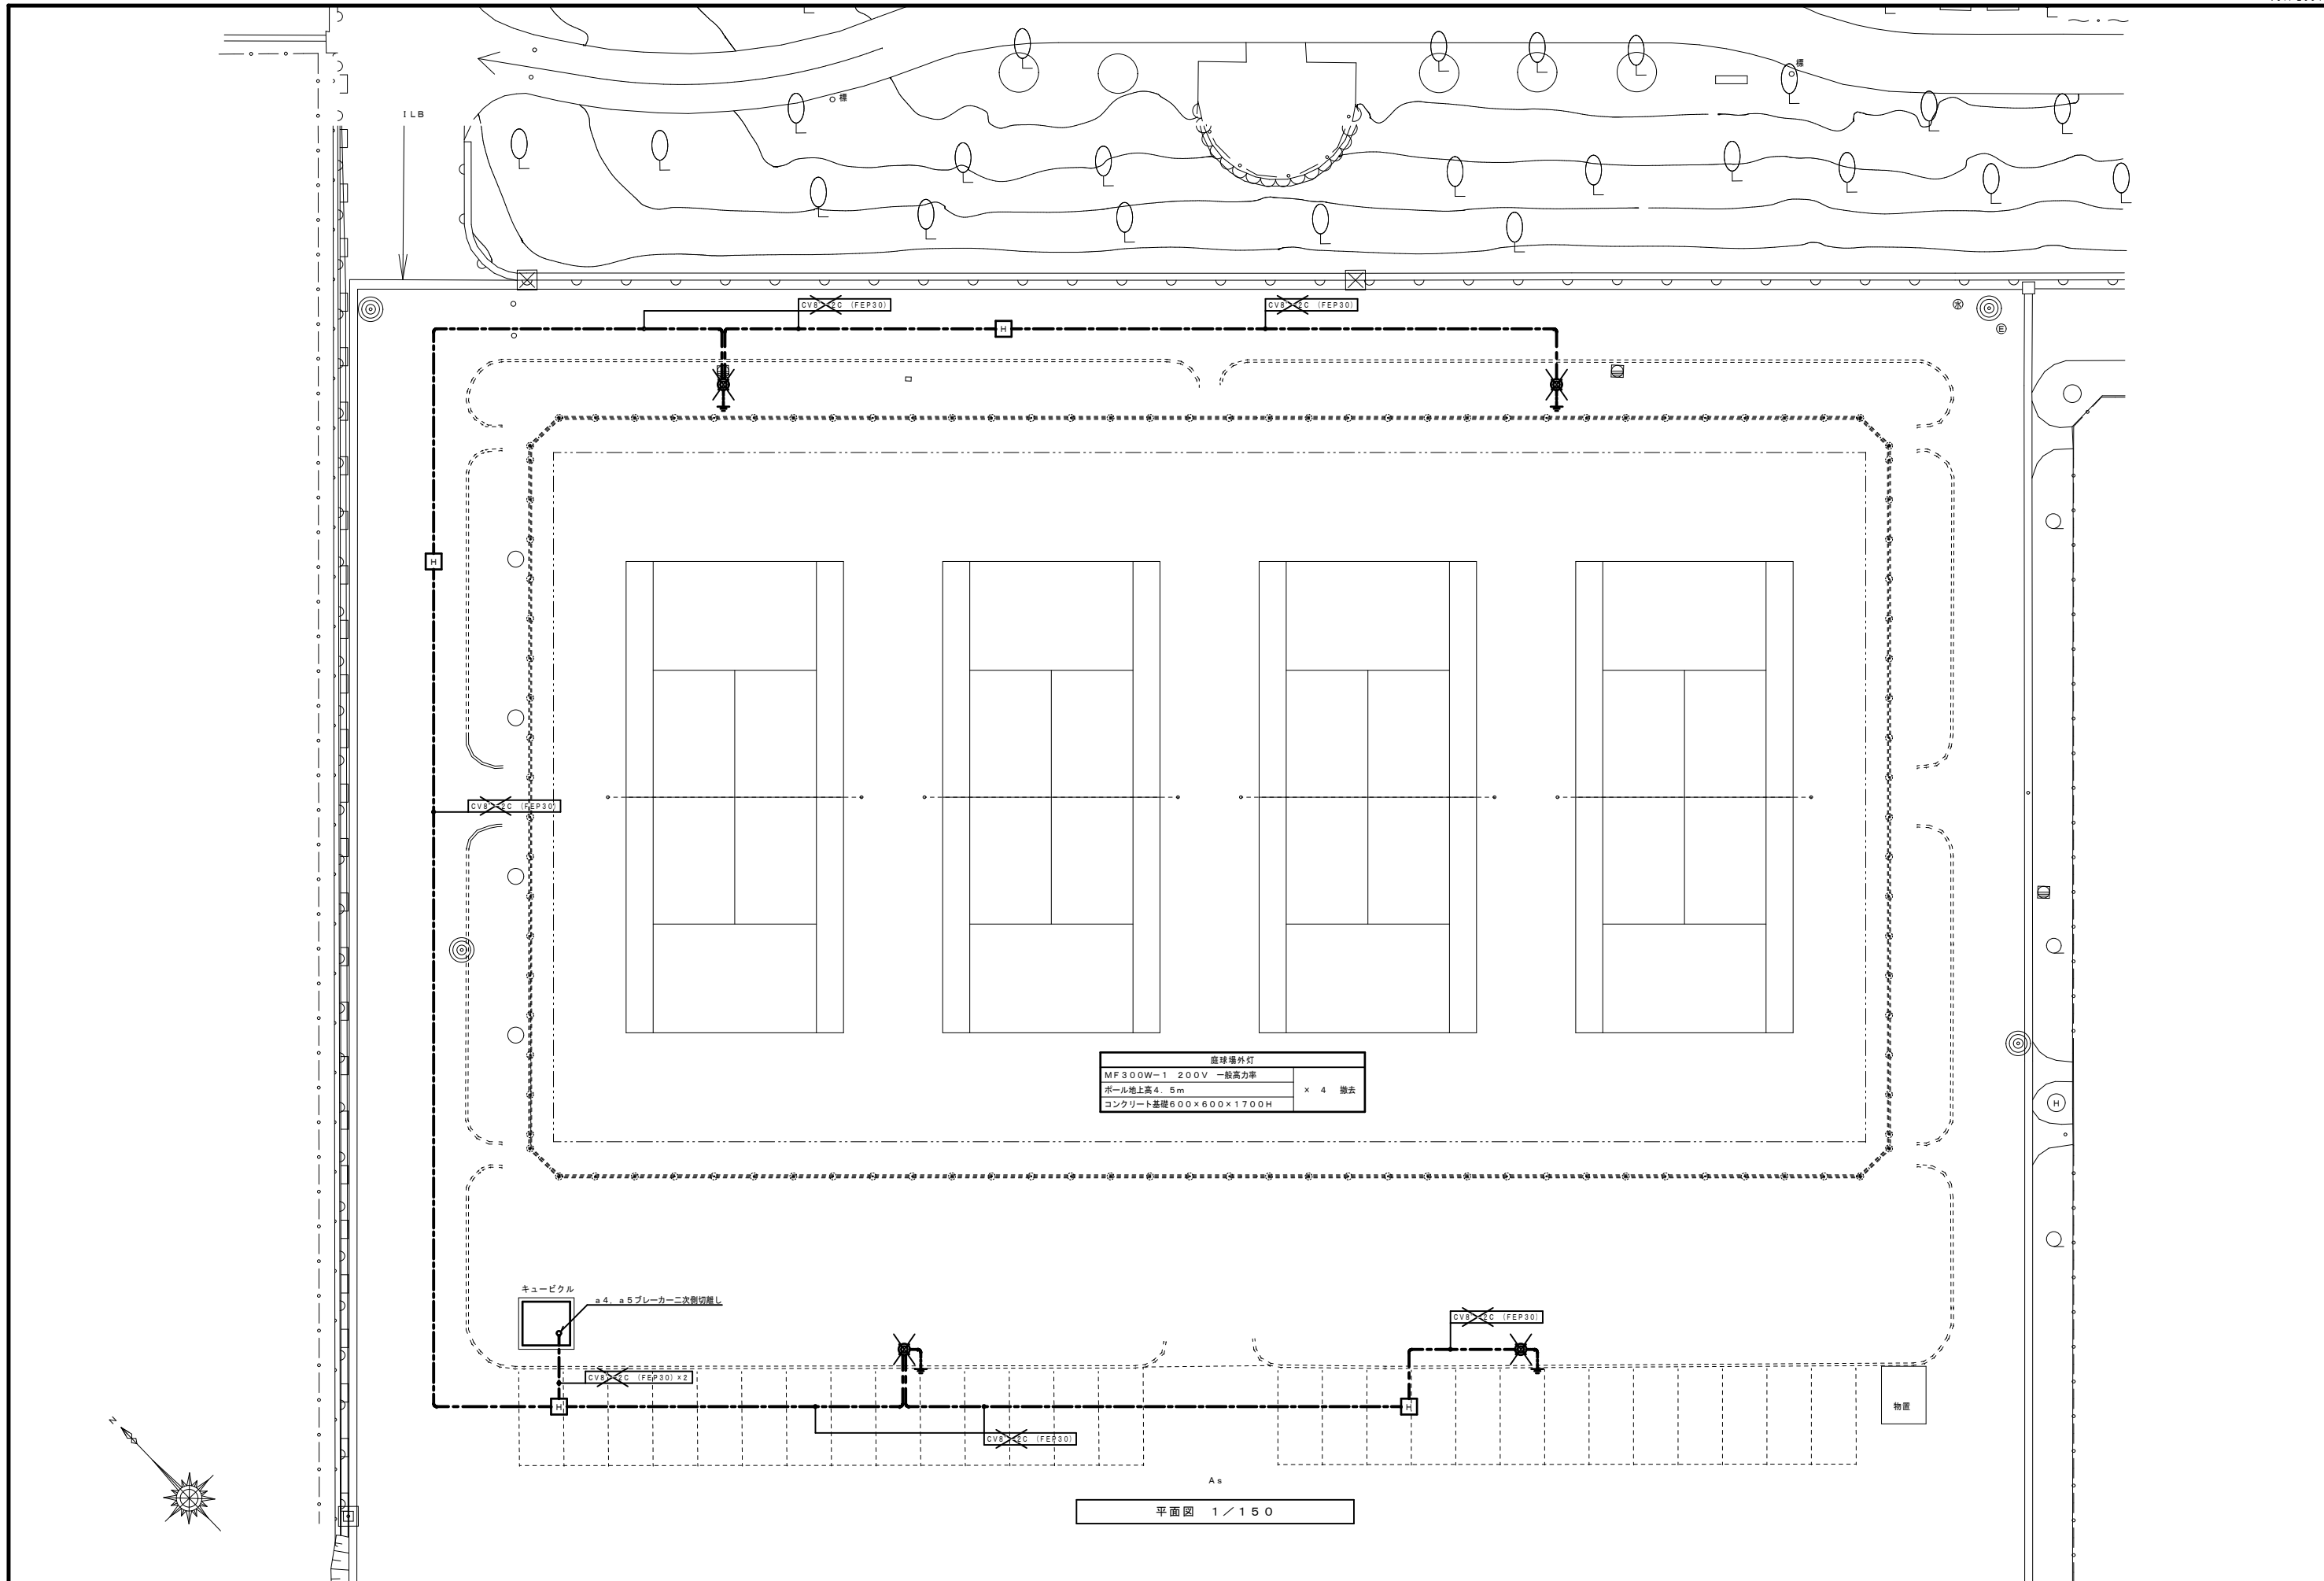 標
標
ILB
CV8 2C (FEP30)
CV8 2C (FEP30)
水
H
E
H
CV8 2C (FEP30)
庭球場外灯
MF300W-1 200V 一般高力率
ポール地上高4.5m
コンクリート基礎600×600×1700H
× 4 撤去
H
キュービクル
a4,a5ブレーカー二次側切離し
CV8 2C (FEP30)
CV8 2C (FEP30)×2
H
H
物置
CV8 2C (FEP30)
N
As
平面図 1/150